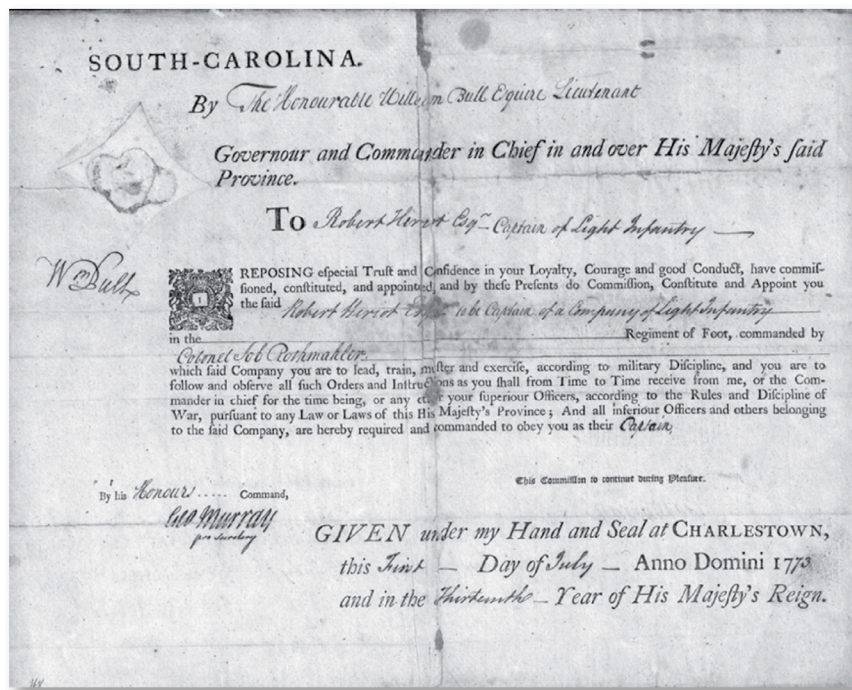 SOUTH-CAROLINA.
By The Honourable William Bull Esquire Lieutenant
Governour and Commander in Chief in and over His Majeſty's ſaid
Province.
To Robert Heriot Esqr Captain of Light Infantry
Wm Bull
REPOSING eſpecial Truſt and Confidence in your Loyalty, Courage and good Conduct, have commiſ-
ſioned, conſtituted, and appointed, and by theſe Preſents do Commiſſion, Conſtitute and Appoint you
the ſaid Robert Heriot Esqr to be Captain of a Company of Light Infantry
in the Regiment of Foot, commanded by
Colonel Job
which ſaid Company you are to lead, train, muſter and exerciſe, according to military Diſcipline, and you are to
follow and obſerve all ſuch Orders and Inſtructions as you ſhall from Time to Time receive from me, or the Com-
mander in chief for the time being, or any other your ſuperiour Officers, according to the Rules and Diſcipline of
War, purſuant to any Law or Laws of this His Majeſty's Province; And all inferiour Officers and others belonging
to the ſaid Company, are hereby required and commanded to obey you as their Captain,
This Commiſſion to continue during Pleaſure.
By his Honours ..... Command,
Geo Murray
pro Secretary
GIVEN under my Hand and Seal at CHARLESTOWN,
this First Day of July Anno Domini 1773
and in the Thirteenth Year of His Majeſty's Reign.